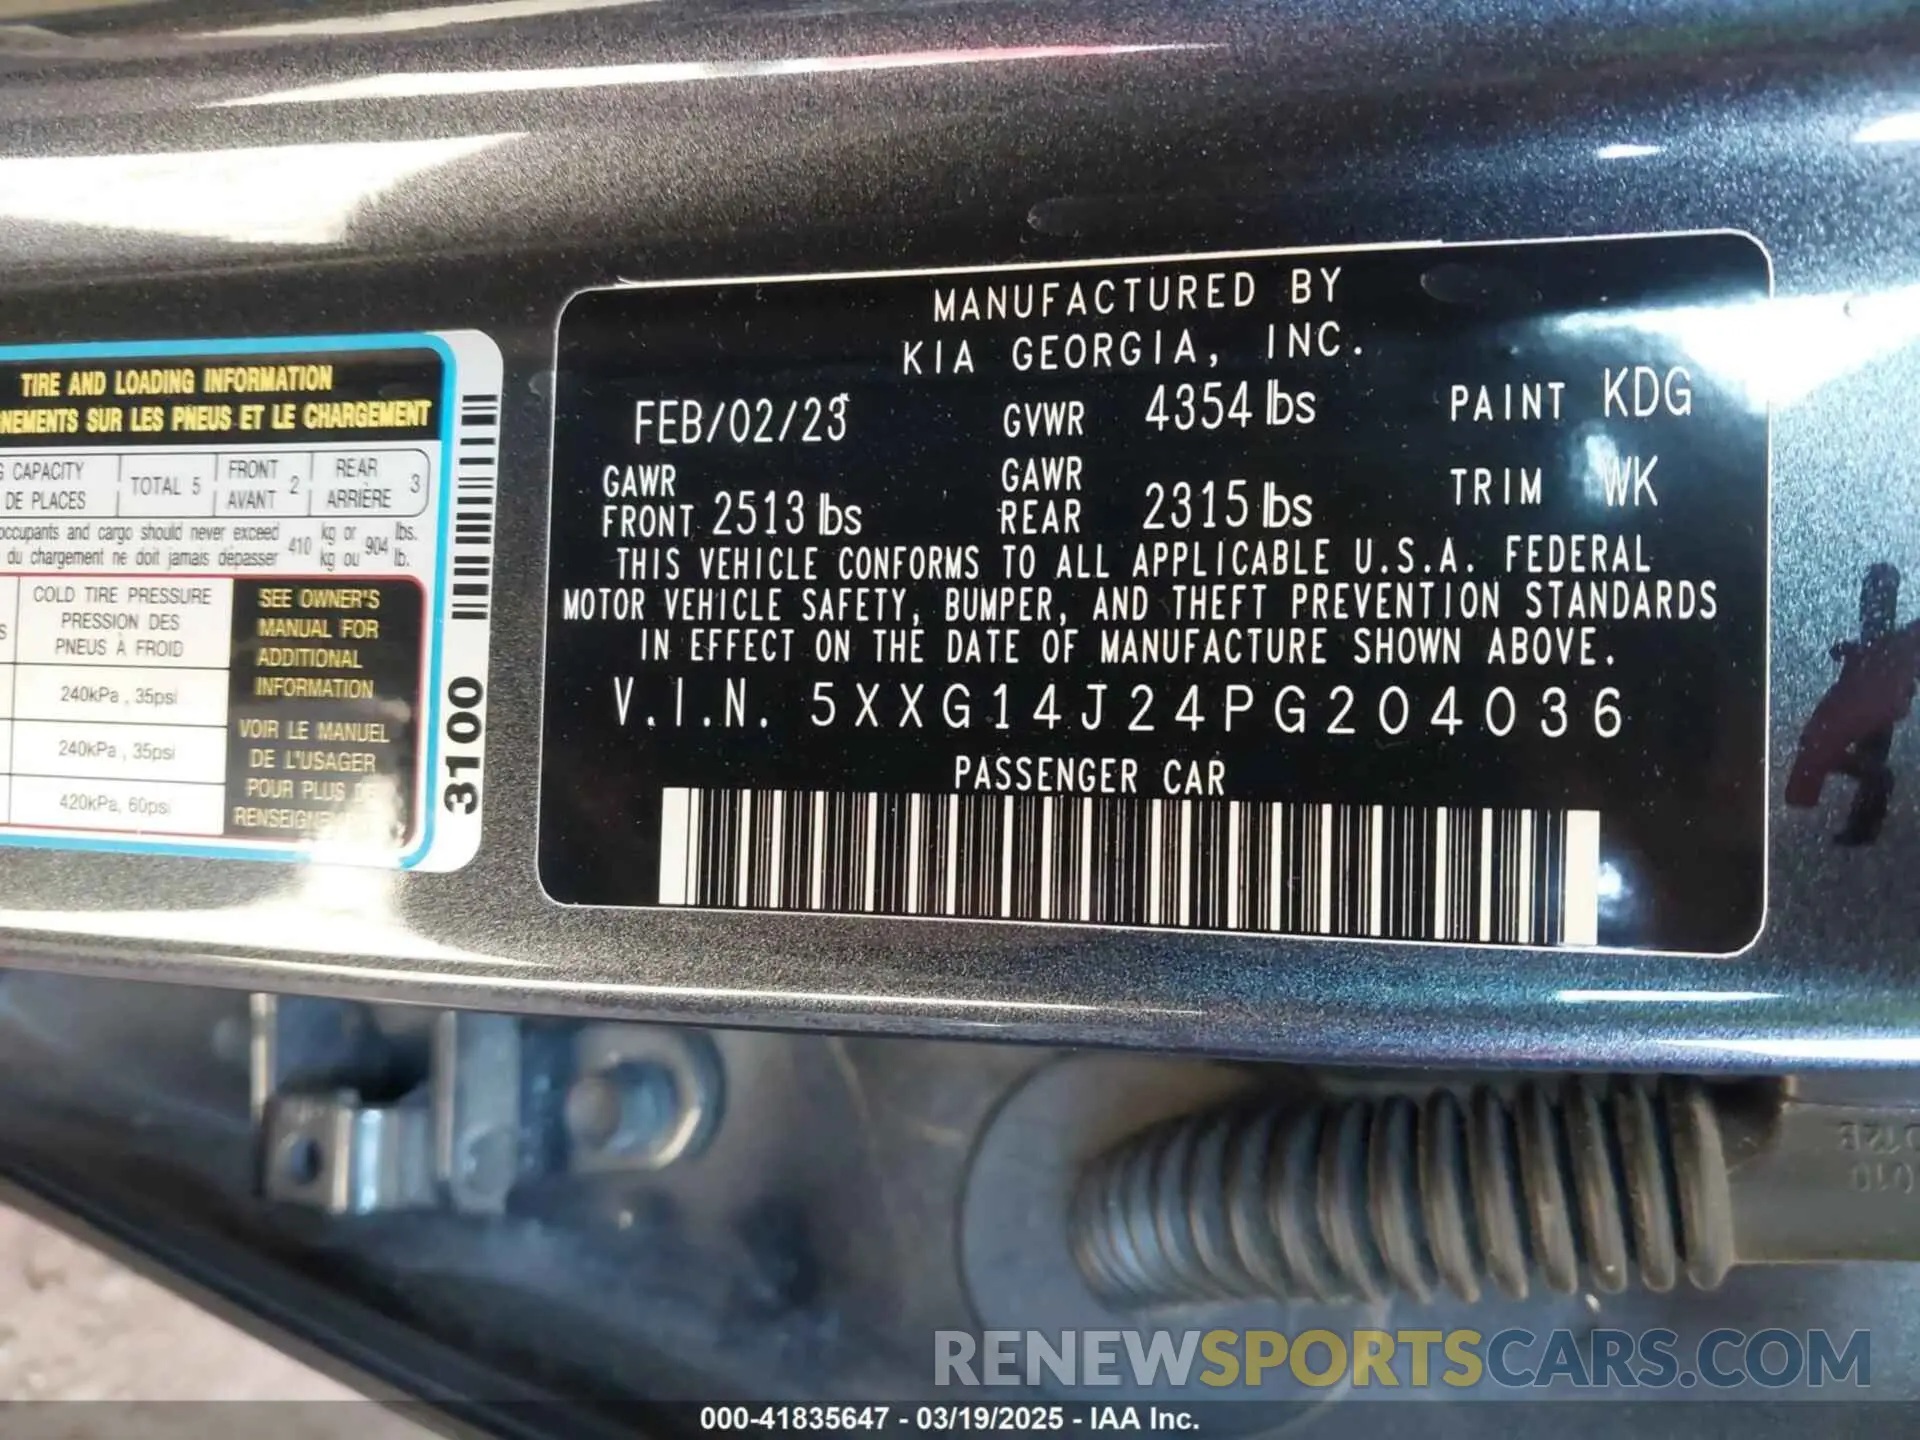 TIRE AND LOADING INFORMATION
SUR LES PNEUS ET LE CHARGEMENT
CAPACITY
DE PLACES
TOTAL 5
FRONT
AVANT
2
REAR
ARRIÈRE
3
occupants and cargo should never exceed 410 kg or 904 lbs.
du chargement ne doit jamais dépasser kg ou lb.
COLD TIRE PRESSURE
PRESSION DES
PNEUS À FROID
240kPa , 35psi
240kPa , 35psi
420kPa, 60psi
SEE OWNER'S
MANUAL FOR
ADDITIONAL
INFORMATION
VOIR LE MANUEL
DE L'USAGER
POUR PLUS DE
3100
MANUFACTURED BY
KIA GEORGIA, INC.
FEB/02/23 GVWR 4354 lbs PAINT KDG
GAWR FRONT 2513 lbs GAWR REAR 2315 lbs TRIM WK
THIS VEHICLE CONFORMS TO ALL APPLICABLE U.S.A. FEDERAL
MOTOR VEHICLE SAFETY, BUMPER, AND THEFT PREVENTION STANDARDS
IN EFFECT ON THE DATE OF MANUFACTURE SHOWN ABOVE.
V.I.N. 5XXG14J24PG204036
PASSENGER CAR
RENEWSPORTSCARS.COM
000-41835647 - 03/19/2025 - IAA Inc.